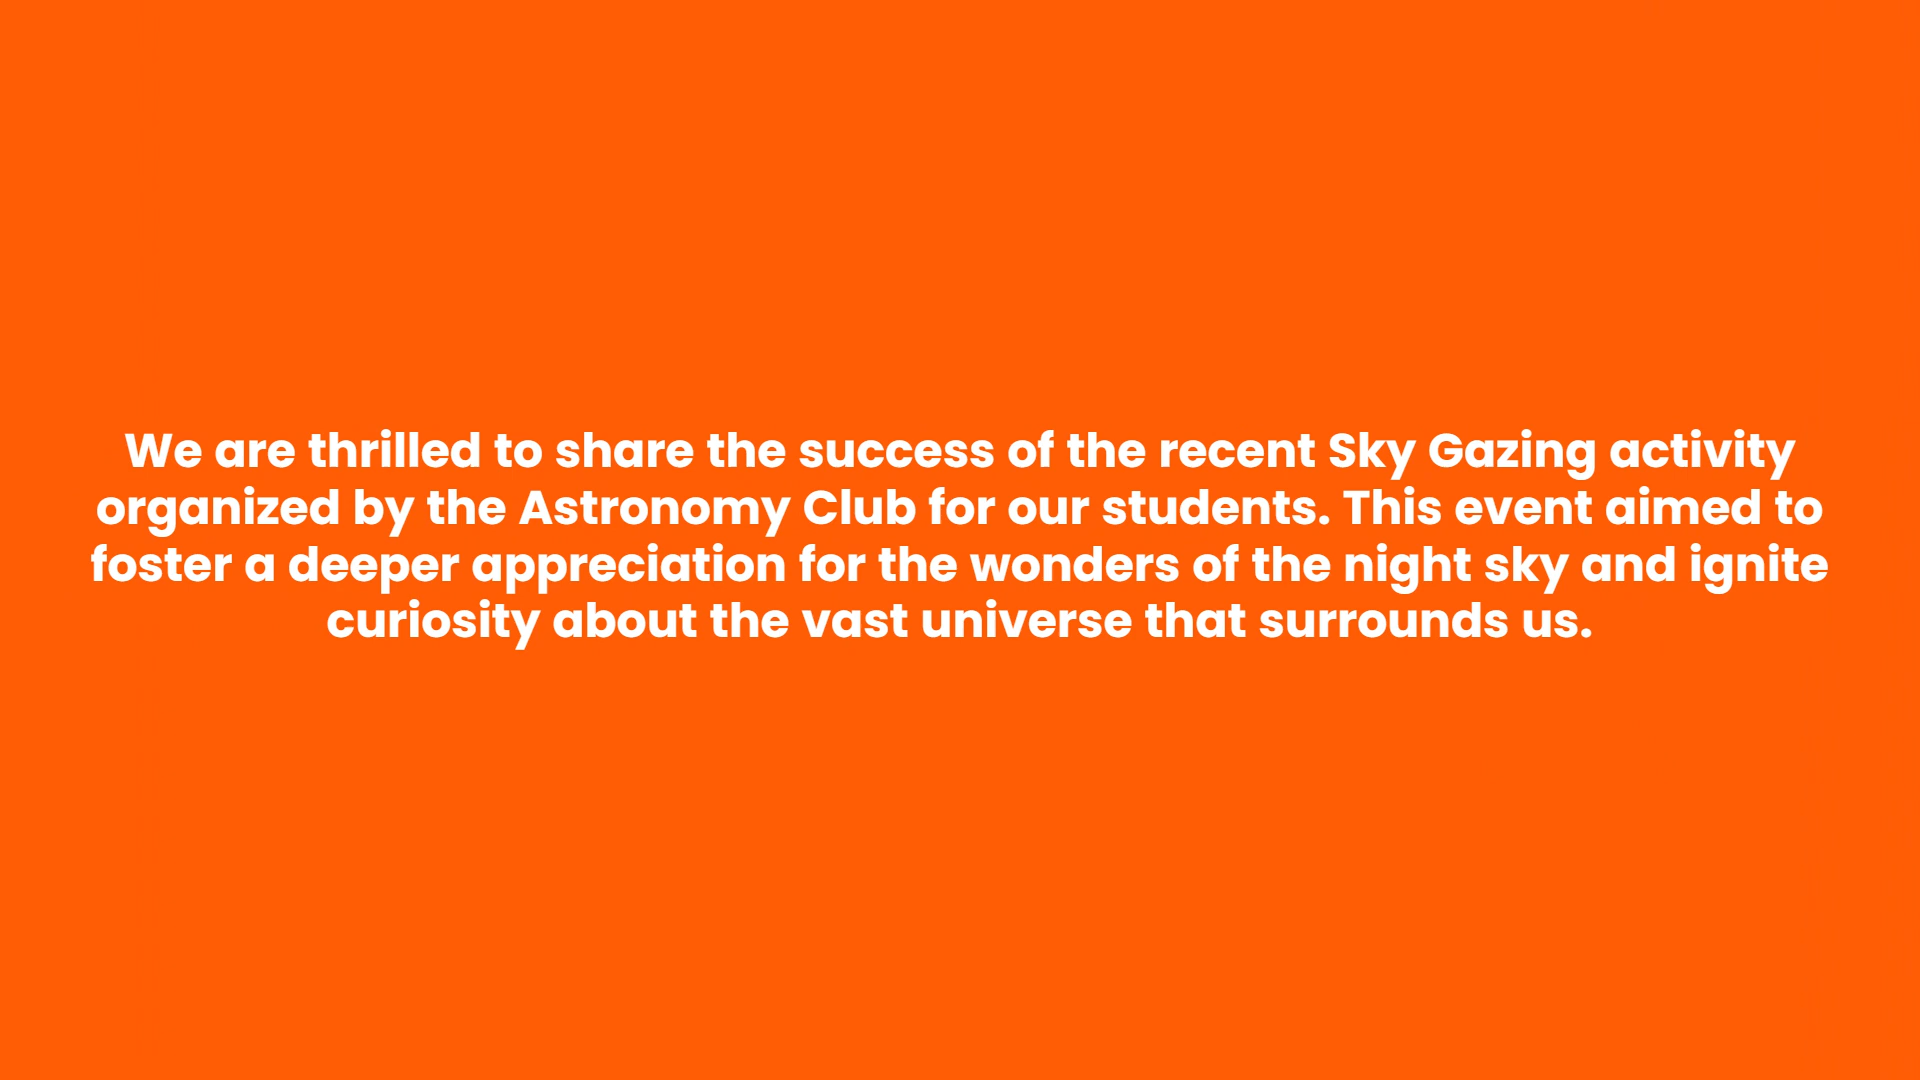 We are thrilled to share the success of the recent Sky Gazing activity
organized by the Astronomy Club for our students. This event aimed to
foster a deeper appreciation for the wonders of the night sky and ignite
curiosity about the vast universe that surrounds us.